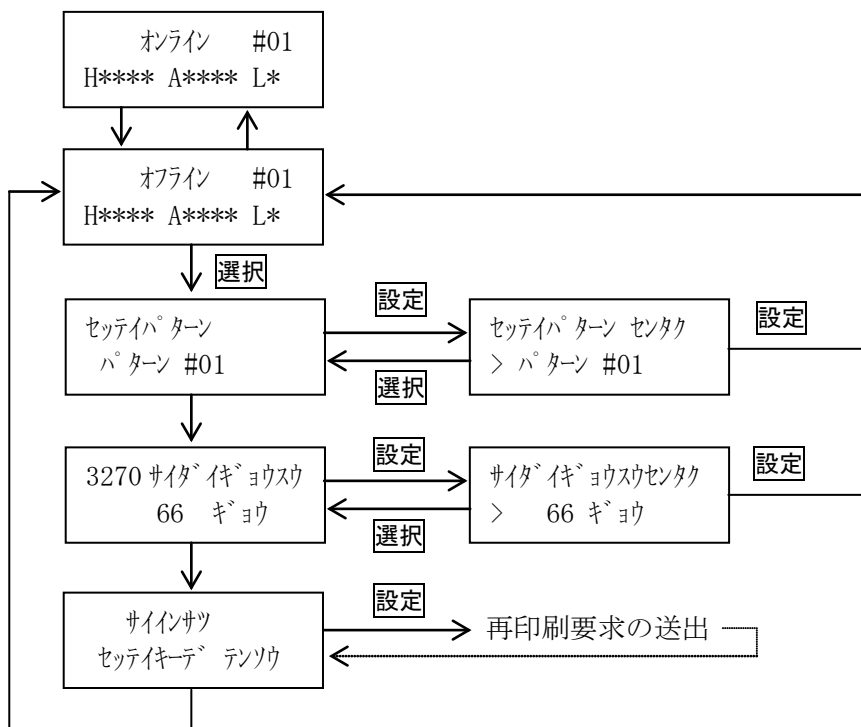 オンライン #01
H**** A**** L*
オフライン #01
H**** A**** L*
選択
セッテイパターン
パターン #01
設定
選択
セッテイパターン センタク
> パターン #01
設定
3270 サイダイギョウスウ
66 ギョウ
設定
選択
サイダイギョウスウセンタク
> 66 ギョウ
設定
サイインサツ
セッテイキーデ テンソウ
設定
再印刷要求の送出